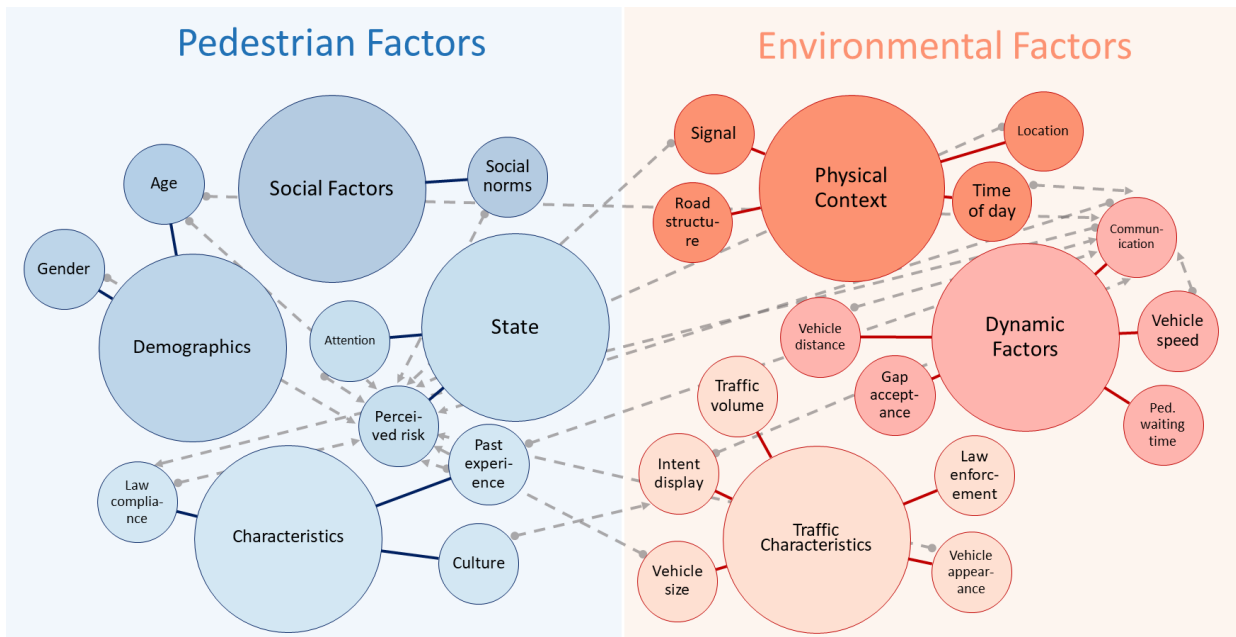 Pedestrian Factors
Environmental Factors
Age
Social Factors
Social
norms
Gender
Demographics
Attention
State
Percei-
ved risk
Past
experi-
ence
Law
complia-
nce
Characteristics
Culture
Signal
Road
structu-
re
Physical
Context
Location
Time
of day
Commun-
ication
Vehicle
distance
Dynamic
Factors
Vehicle
speed
Gap
accept-
ance
Ped.
waiting
time
Traffic
volume
Intent
display
Law
enforc-
ement
Traffic
Characteristics
Vehicle
size
Vehicle
appear-
ance